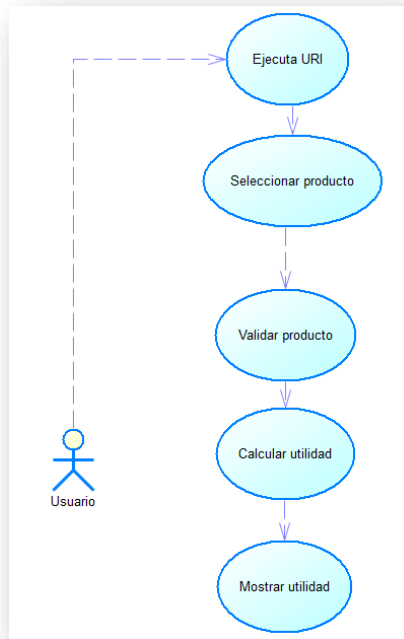 Ejecuta URI
Seleccionar producto
Validar producto
Calcular utilidad
Usuario
Mostrar utilidad